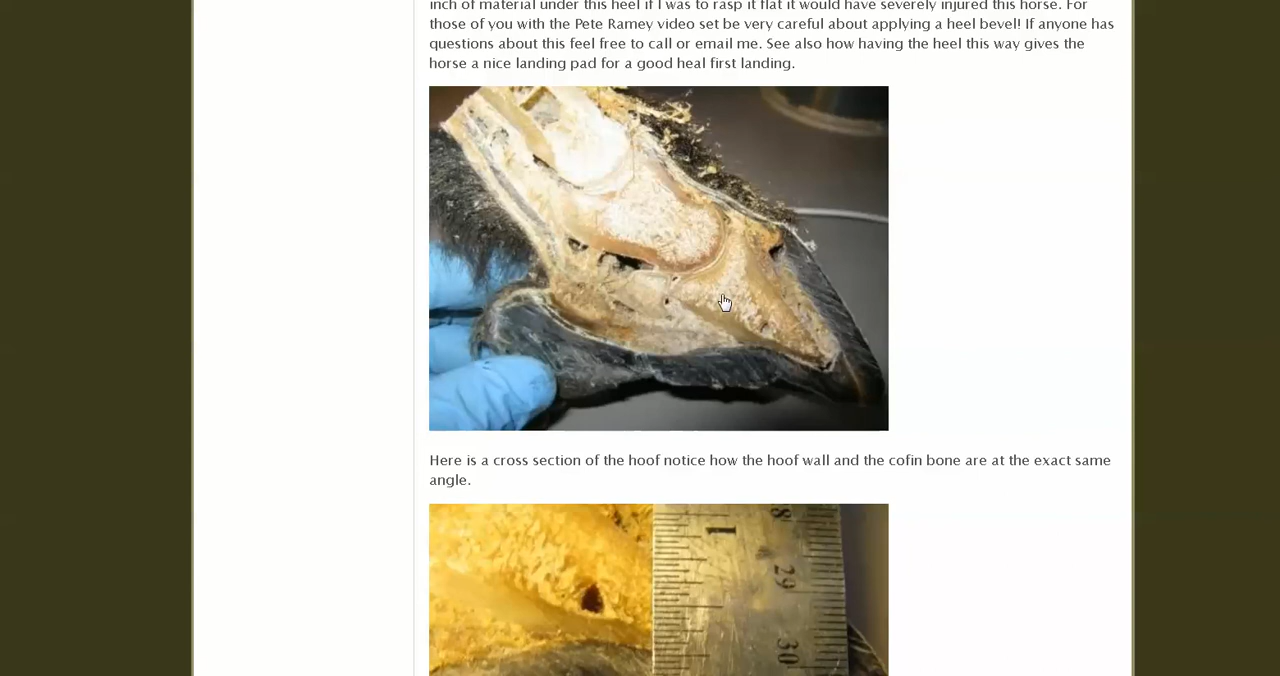 inch of material under this heel if I was to rasp it flat it would have severely injured this horse. For
those of you with the Pete Ramey video set be very careful about applying a heel bevel! If anyone has
questions about this feel free to call or email me. See also how having the heel this way gives the
horse a nice landing pad for a good heal first landing.
Here is a cross section of the hoof notice how the hoof wall and the cofin bone are at the exact same
angle.
1
8
29
30